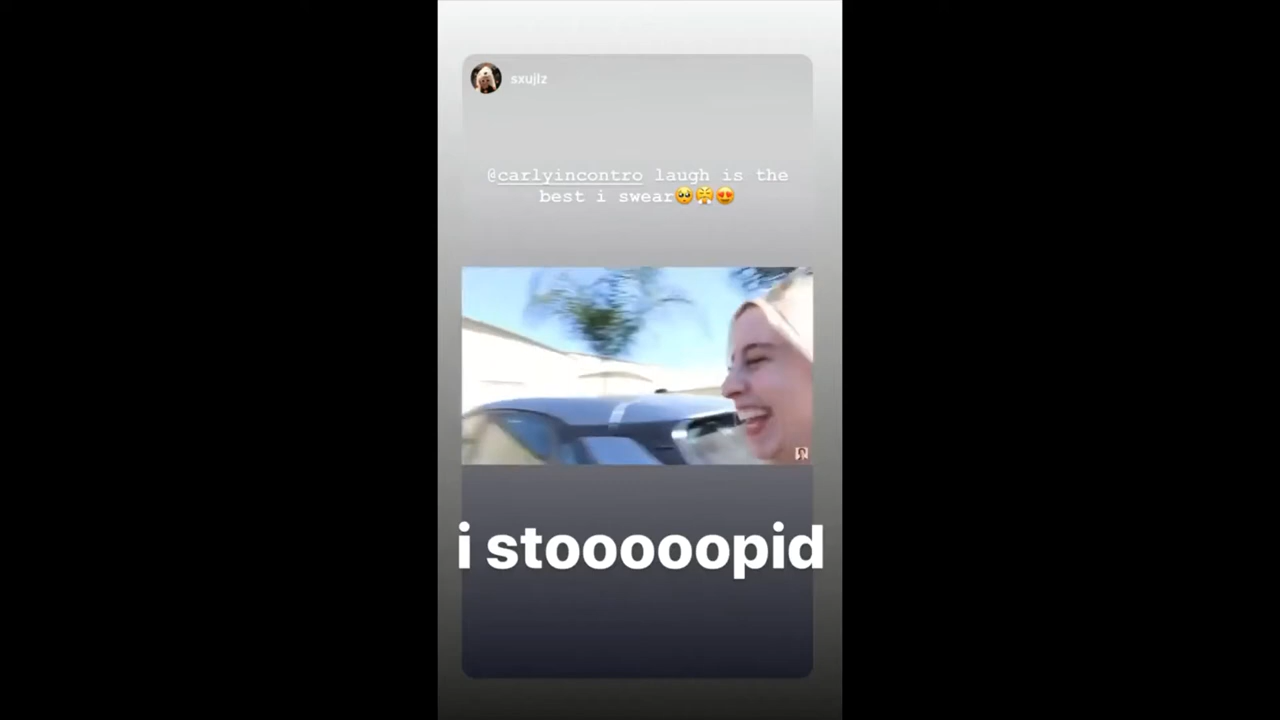 sxujlz
@carlyincontro laugh is the
best i swear🥺😤😍
i stooooopid